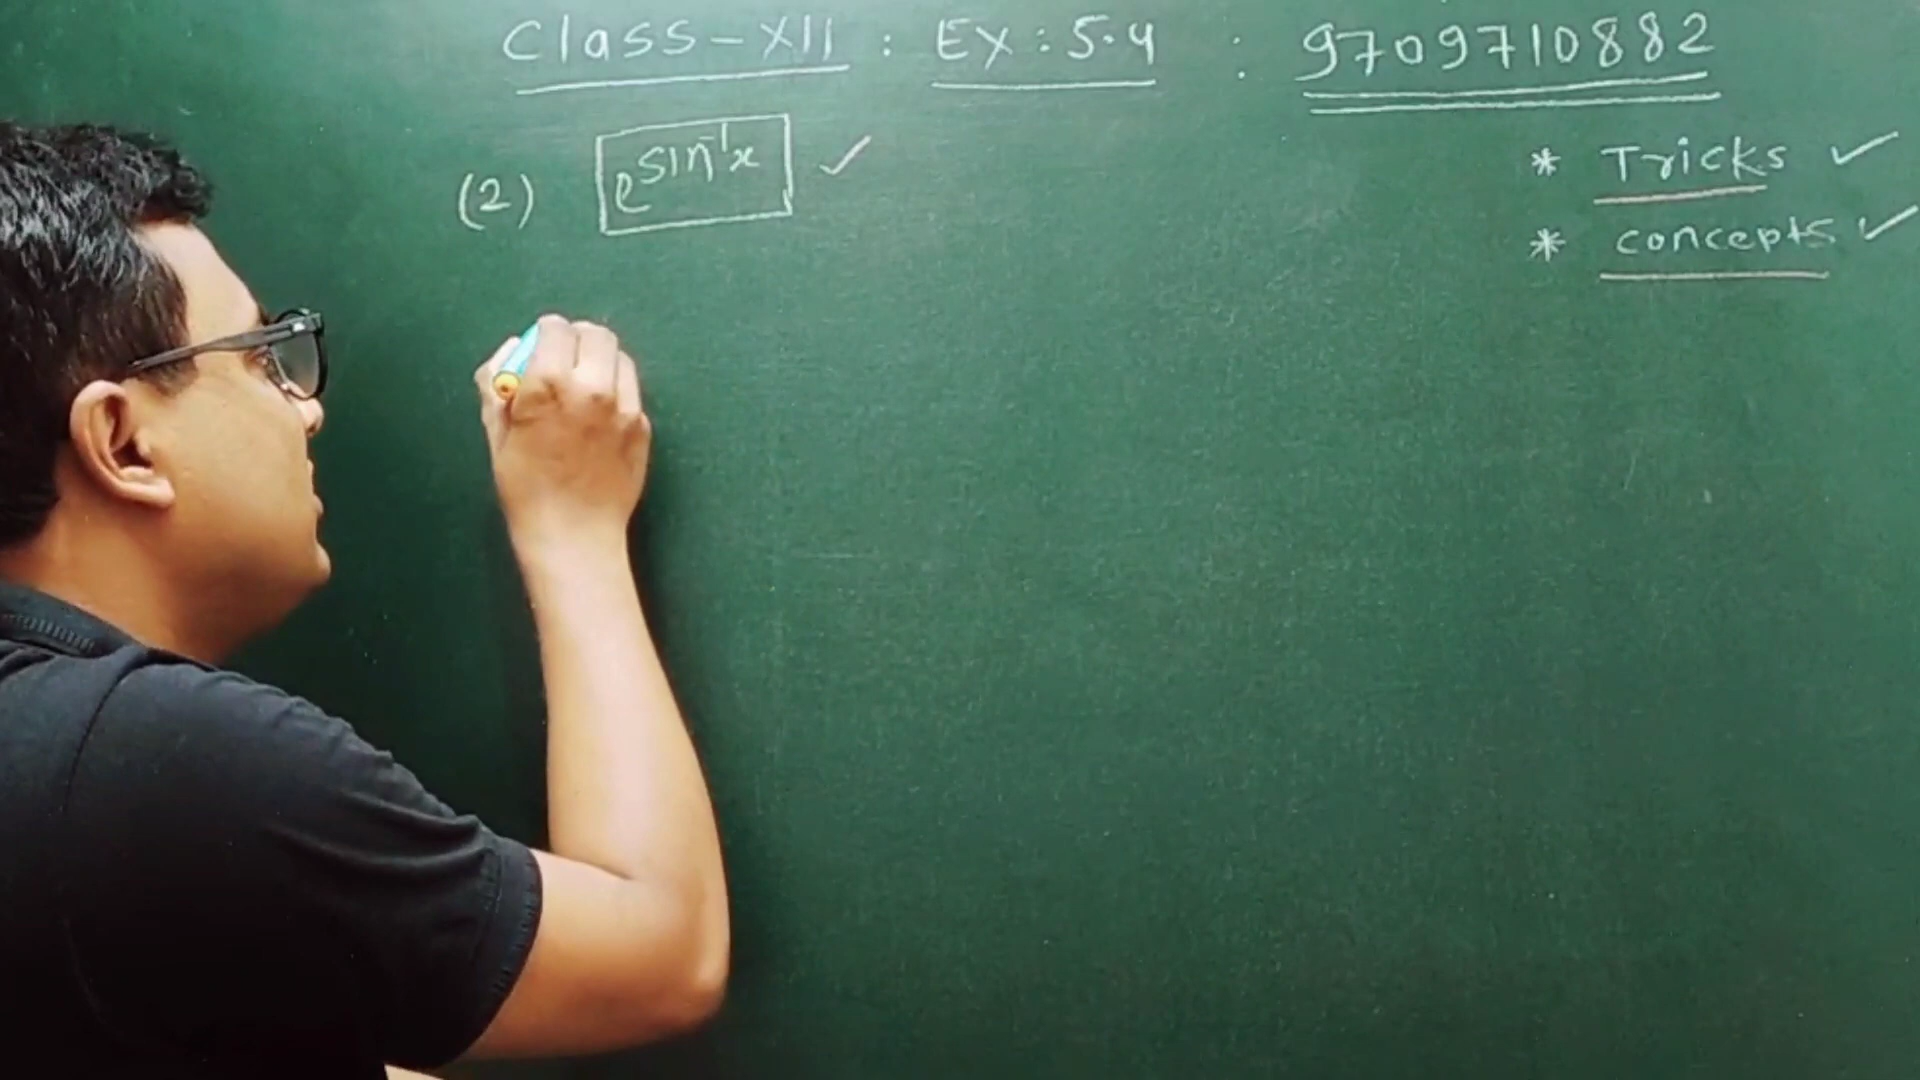 Class-XII : Ex: 5.4 : 9709710882
(2) e^sin⁻¹x ✓
* Tricks ✓
* concepts ✓